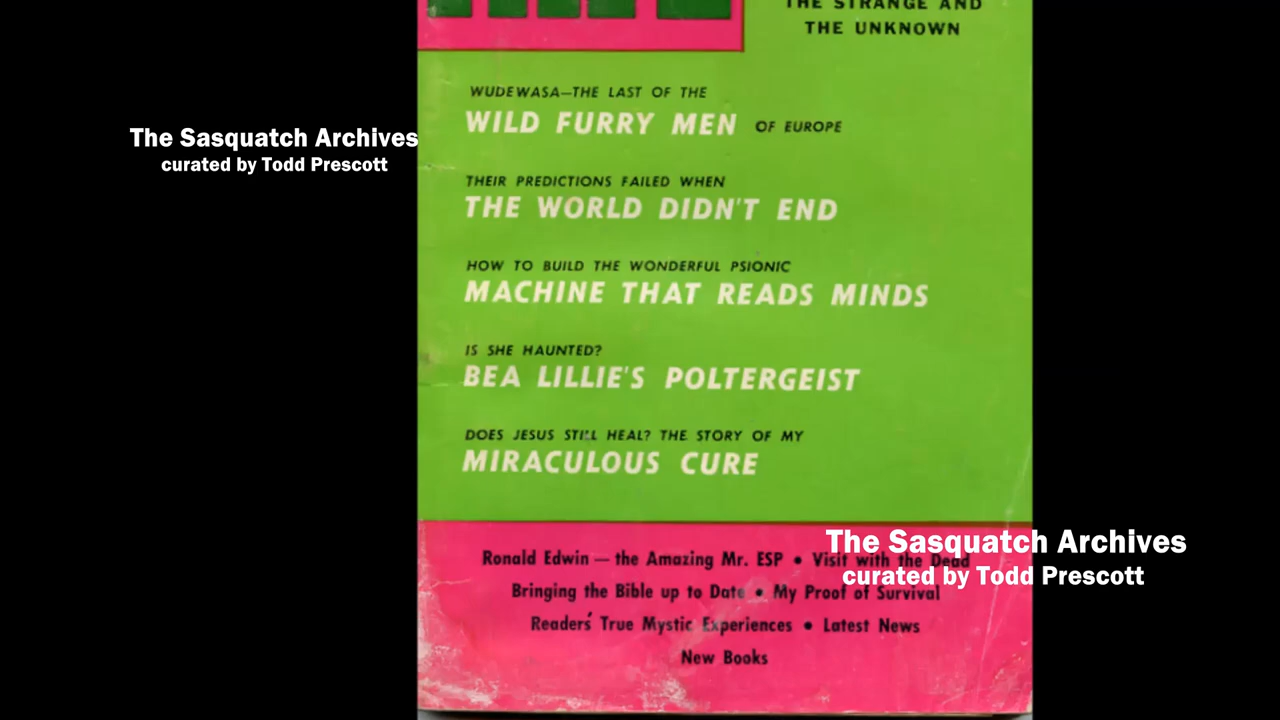 THE STRANGE AND
THE UNKNOWN
WUDEWASA—THE LAST OF THE
WILD FURRY MEN OF EUROPE
The Sasquatch Archives
curated by Todd Prescott
THEIR PREDICTIONS FAILED WHEN
THE WORLD DIDN'T END
HOW TO BUILD THE WONDERFUL PSIONIC
MACHINE THAT READS MINDS
IS SHE HAUNTED?
BEA LILLIE'S POLTERGEIST
DOES JESUS STILL HEAL? THE STORY OF MY
MIRACULOUS CURE
The Sasquatch Archives
curated by Todd Prescott
Ronald Edwin — the Amazing Mr. ESP • Visit with the Dead
Bringing the Bible up to Date • My Proof of Survival
Readers' True Mystic Experiences • Latest News
New Books